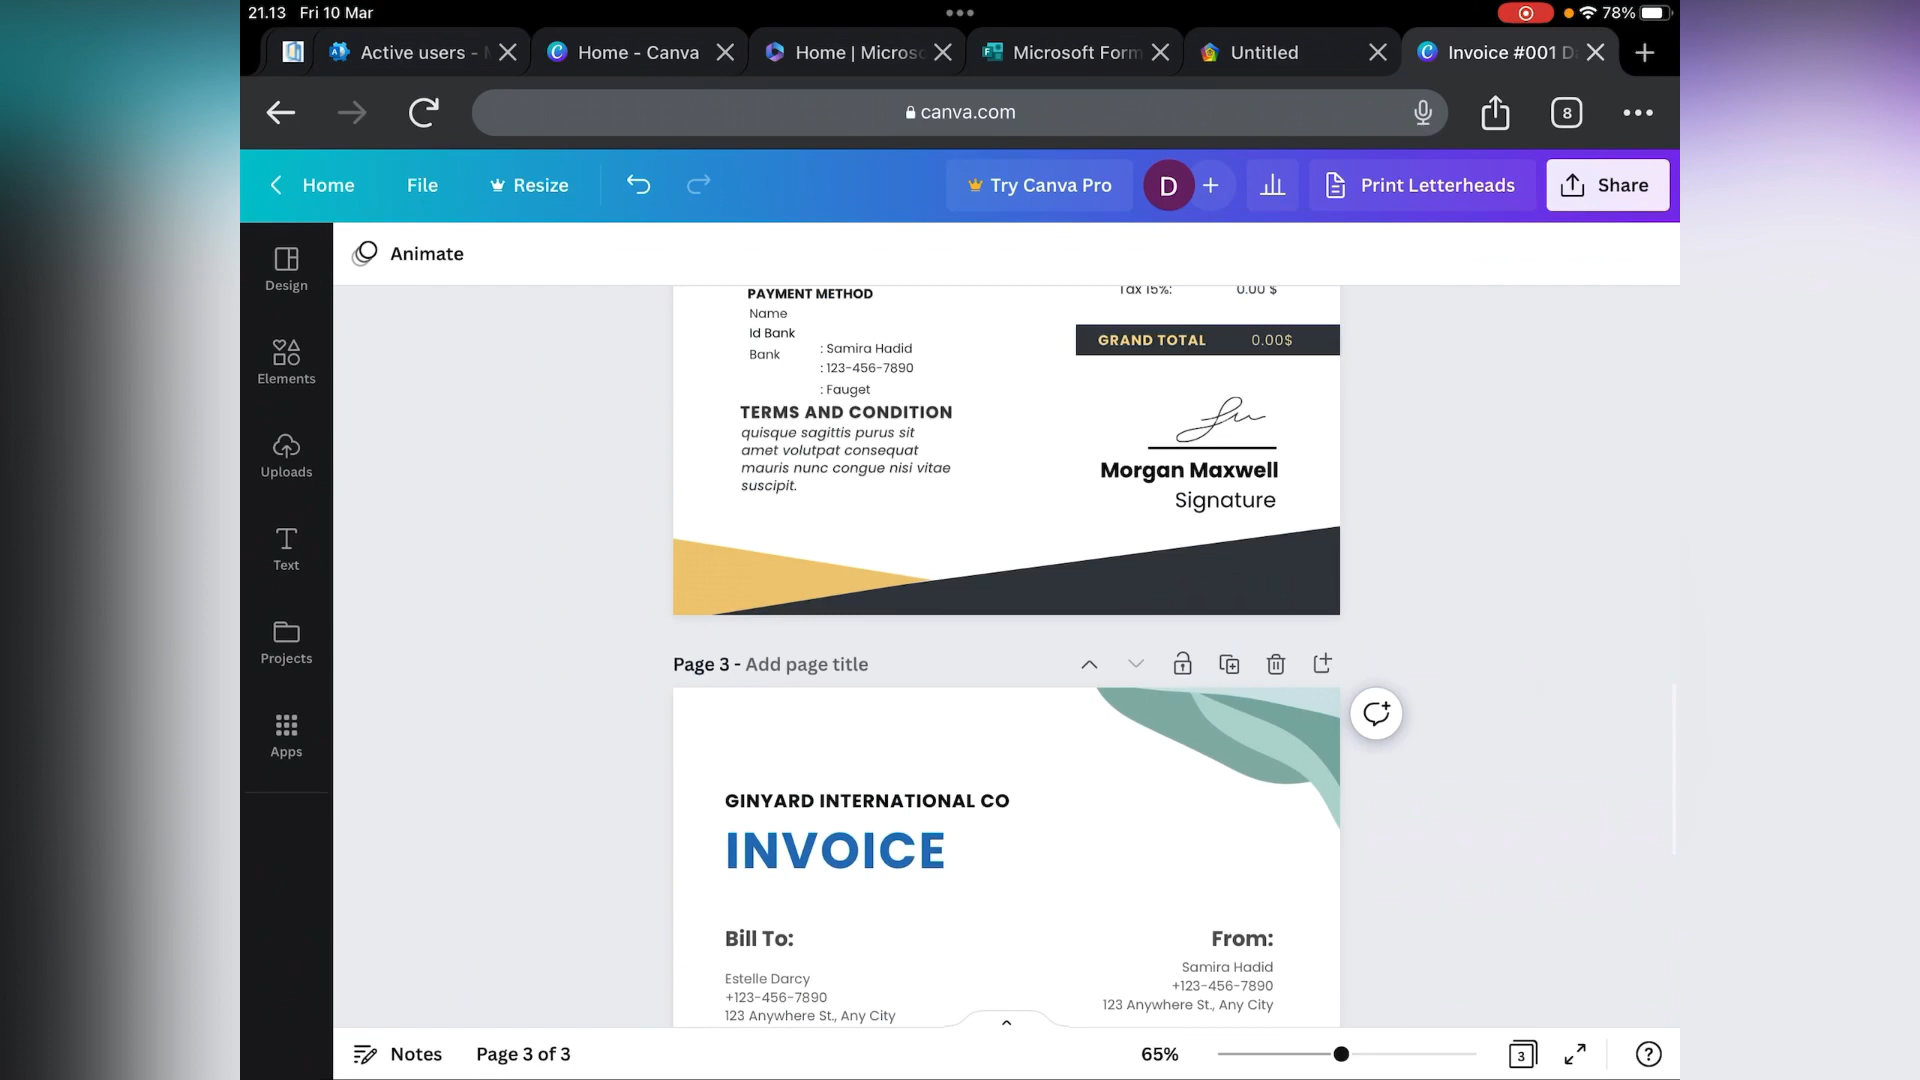 21.13 Fri 10 Mar
78%
Active users -
Home - Canva
Home | Microso
Microsoft Form
Untitled
Invoice #001 D
canva.com
8
Home
File
Resize
Try Canva Pro
D
Print Letterheads
Share
Animate
Design
Elements
Uploads
Text
Projects
Apps
PAYMENT METHOD
Name
Id Bank
Bank
: Samira Hadid
: 123-456-7890
: Fauget
Tax 15%: 0.00 $
GRAND TOTAL 0.00$
TERMS AND CONDITION
quisque sagittis purus sit
amet volutpat consequat
mauris nunc congue nisi vitae
suscipit.
Morgan Maxwell
Signature
Page 3 - Add page title
GINYARD INTERNATIONAL CO
INVOICE
Bill To:
Estelle Darcy
+123-456-7890
123 Anywhere St., Any City
From:
Samira Hadid
+123-456-7890
123 Anywhere St., Any City
Notes
Page 3 of 3
65%
3